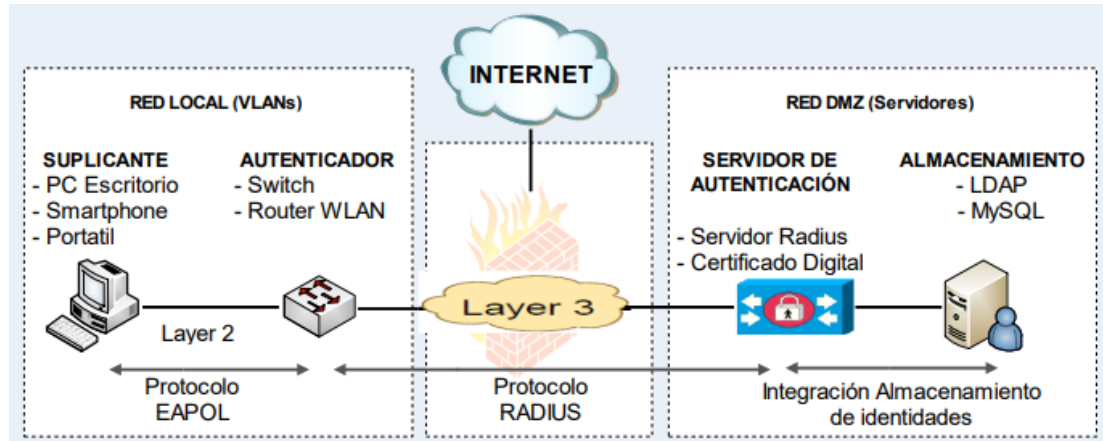 INTERNET
RED LOCAL (VLANs)
SUPLICANTE
- PC Escritorio
- Smartphone
- Portatil
AUTENTICADOR
- Switch
- Router WLAN
Layer 2
Protocolo
EAPOL
Layer 3
Protocolo
RADIUS
RED DMZ (Servidores)
SERVIDOR DE
AUTENTICACIÓN
- Servidor Radius
- Certificado Digital
ALMACENAMIENTO
- LDAP
- MySQL
Integración Almacenamiento
de identidades